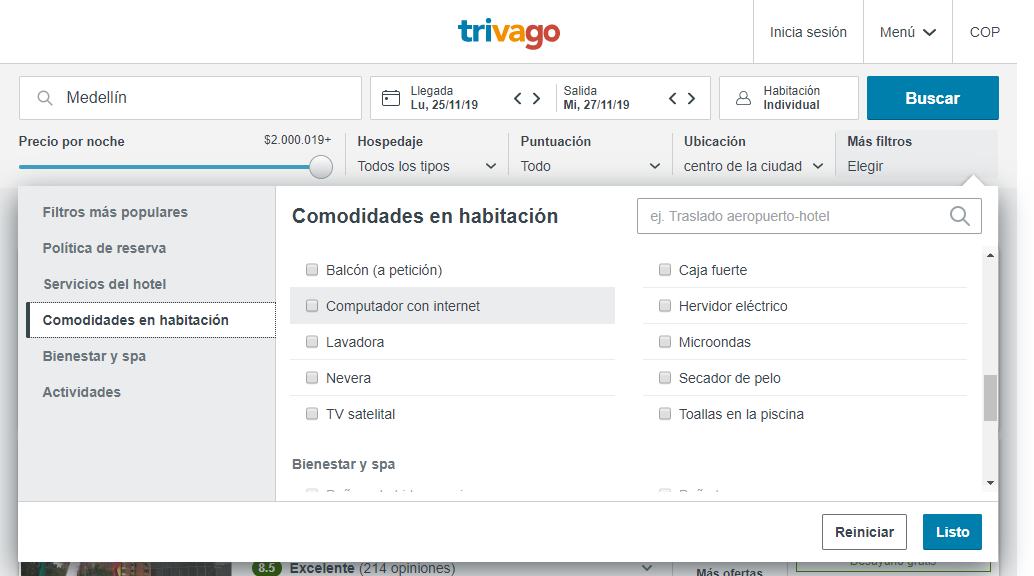 trivago
Inicia sesión
Menú
COP
Medellín
Llegada
Lu, 25/11/19
Salida
Mi, 27/11/19
Habitación
Individual
Buscar
Precio por noche
$2.000.019+
Hospedaje
Todos los tipos
Puntuación
Todo
Ubicación
centro de la ciudad
Más filtros
Elegir
Filtros más populares
Política de reserva
Servicios del hotel
Comodidades en habitación
Bienestar y spa
Actividades
Comodidades en habitación
ej. Traslado aeropuerto-hotel
Balcón (a petición)
Caja fuerte
Computador con internet
Hervidor eléctrico
Lavadora
Microondas
Nevera
Secador de pelo
TV satelital
Toallas en la piscina
Bienestar y spa
Reiniciar
Listo
8.5 Excelente (214 opiniones)
Más ofertas
Desayuno gratis